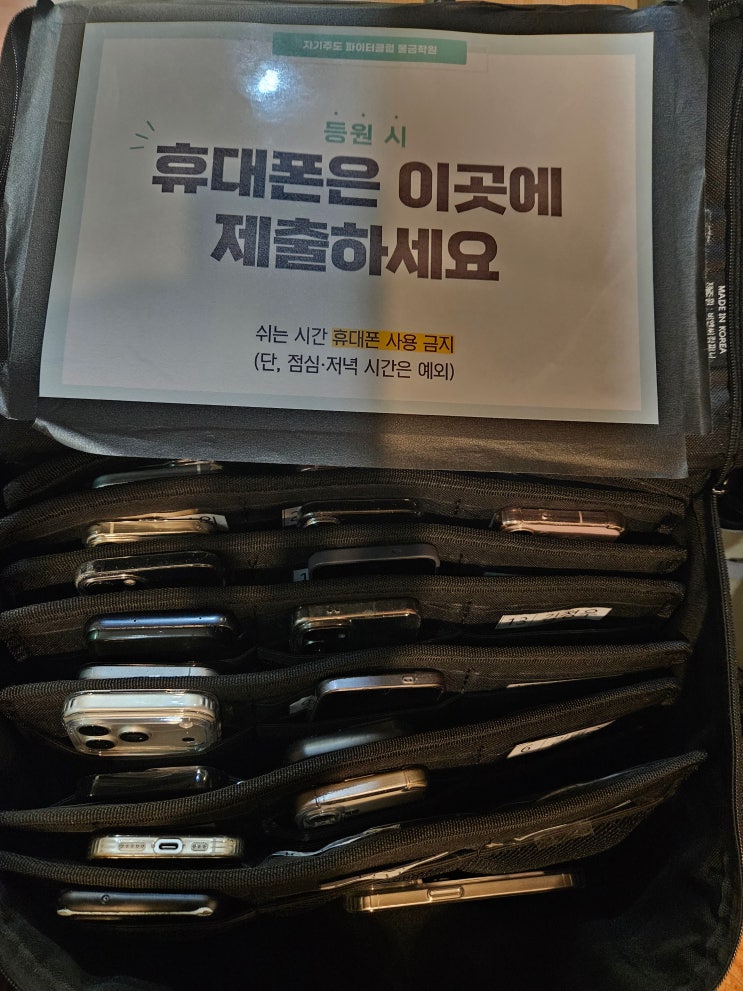 자기주도 파이터클럽 물금학원
등원 시
휴대폰은 이곳에
제출하세요
쉬는 시간 휴대폰 사용 금지
(단, 점심·저녁 시간은 예외)
MADE IN KOREA